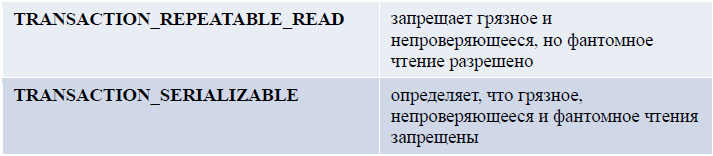 TRANSACTION_REPEATABLE_READ
запрещает грязное и
непроверяющееся, но фантомное
чтение разрешено
TRANSACTION_SERIALIZABLE
определяет, что грязное,
непроверяющееся и фантомное чтения
запрещены